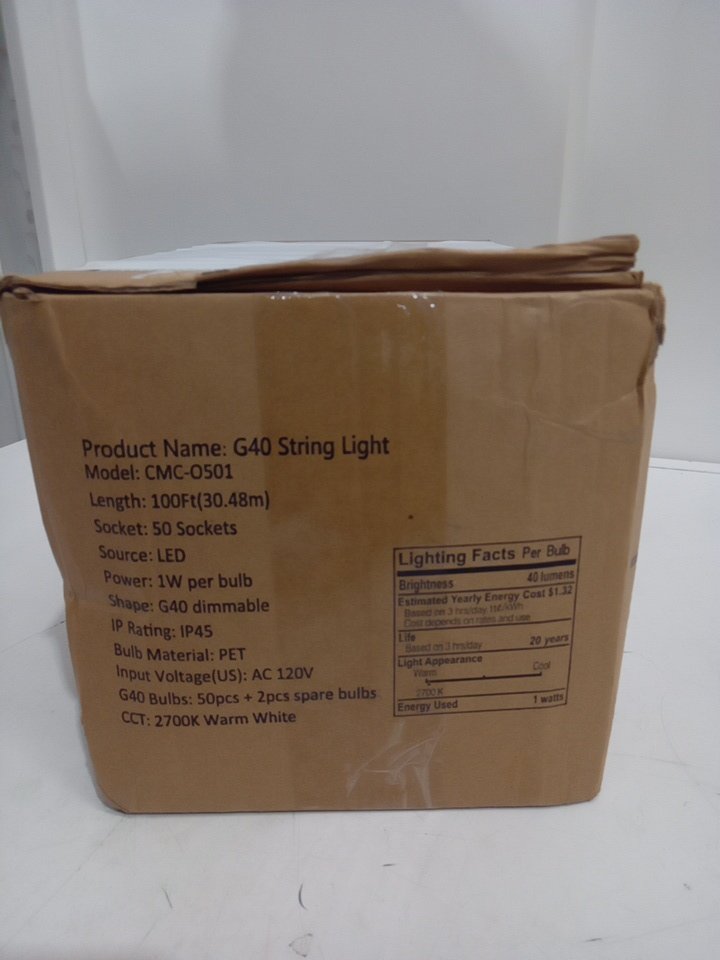 Product Name: G40 String Light
Model: CMC-O501
Length: 100Ft(30.48m)
Socket: 50 Sockets
Source: LED
Power: 1W per bulb
Shape: G40 dimmable
IP Rating: IP45
Bulb Material: PET
Input Voltage(US): AC 120V
G40 Bulbs: 50pcs + 2pcs spare bulbs
CCT: 2700K Warm White
Lighting Facts Per Bulb
Brightness 40 lumens
Estimated Yearly Energy Cost $1.32
Based on 3 hrs/day 11¢/kWh
Cost depends on rates and use
Life
Based on 3 hrs/day 20 years
Light Appearance
Warm Cool
2700 K
Energy Used 1 watts